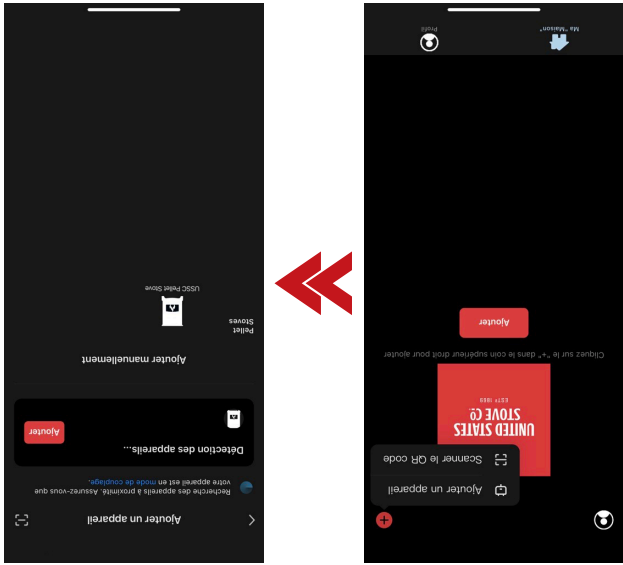 Ajouter un appareil
Scanner le QR code
UNITED STATES
STOVE CO.
ESTD 1869
Cliquez sur le "+" dans le coin supérieur droit pour ajouter
Ajouter
Ma "Maison"
Profil
Ajouter un appareil
Recherche des appareils à proximité. Assurez-vous que
votre appareil est en mode de couplage.
Détection des appareils...
Ajouter
Ajouter manuellement
Pellet
Stoves
USSC Pellet Stove